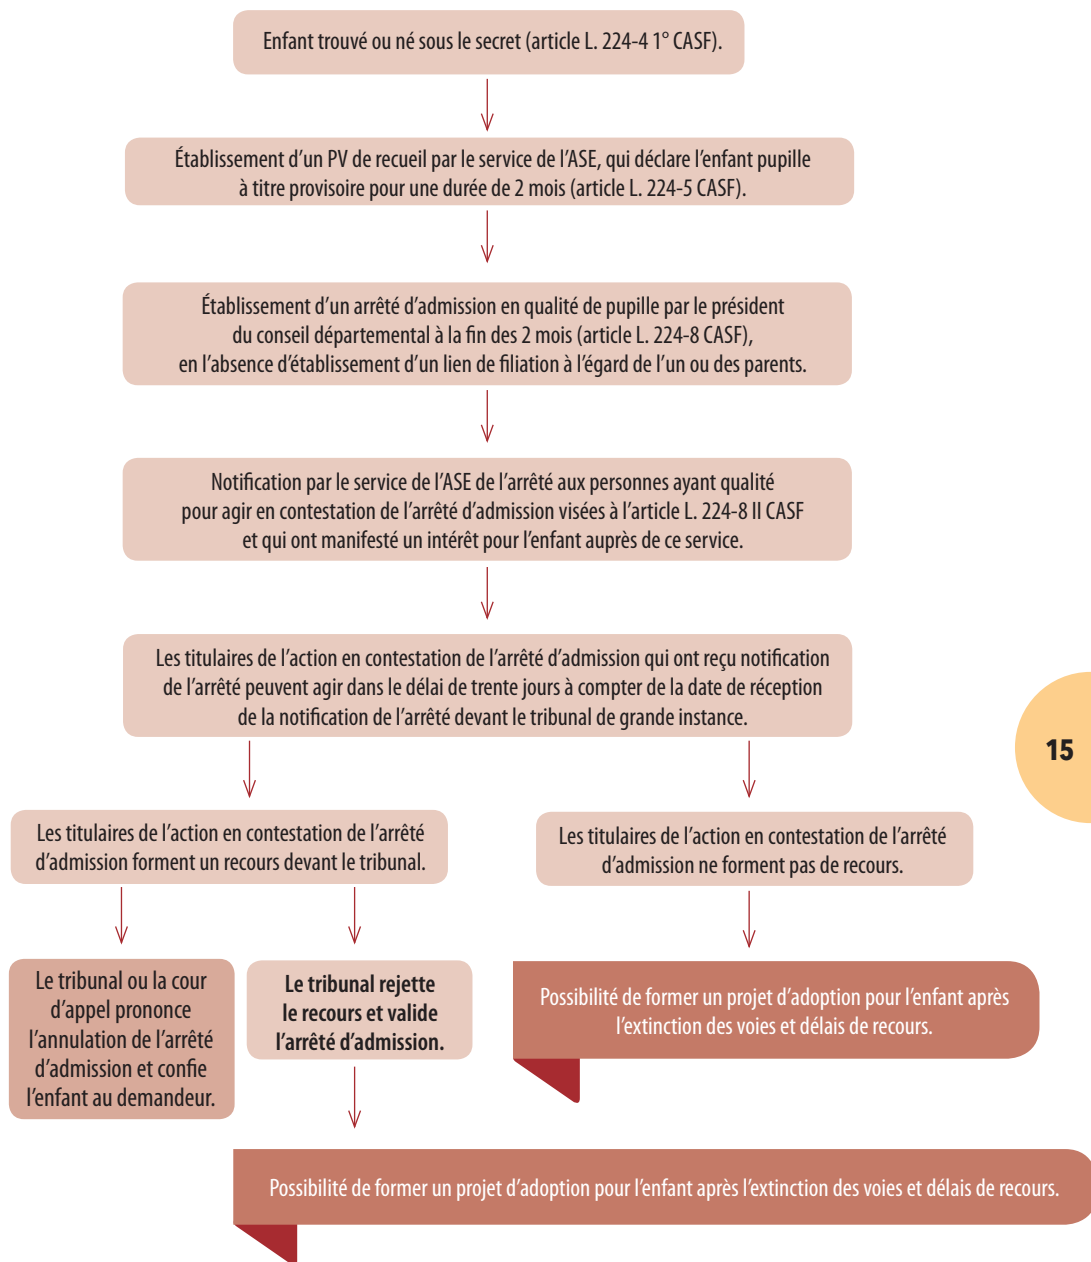 Enfant trouvé ou né sous le secret (article L. 224-4 1° CASF).
Établissement d’un PV de recueil par le service de l’ASE, qui déclare l’enfant pupille
à titre provisoire pour une durée de 2 mois (article L. 224-5 CASF).
Établissement d’un arrêté d’admission en qualité de pupille par le président
du conseil départemental à la fin des 2 mois (article L. 224-8 CASF),
en l’absence d’établissement d’un lien de filiation à l’égard de l’un ou des parents.
Notification par le service de l’ASE de l’arrêté aux personnes ayant qualité
pour agir en contestation de l’arrêté d’admission visées à l’article L. 224-8 II CASF
et qui ont manifesté un intérêt pour l’enfant auprès de ce service.
Les titulaires de l’action en contestation de l’arrêté d’admission qui ont reçu notification
de l’arrêté peuvent agir dans le délai de trente jours à compter de la date de réception
de la notification de l’arrêté devant le tribunal de grande instance.
15
Les titulaires de l’action en contestation de l’arrêté
d’admission forment un recours devant le tribunal.
Les titulaires de l’action en contestation de l’arrêté
d’admission ne forment pas de recours.
Le tribunal ou la cour
d’appel prononce
l’annulation de l’arrêté
d’admission et confie
l’enfant au demandeur.
Le tribunal rejette
le recours et valide
l’arrêté d’admission.
Possibilité de former un projet d’adoption pour l’enfant après
l’extinction des voies et délais de recours.
Possibilité de former un projet d’adoption pour l’enfant après l’extinction des voies et délais de recours.